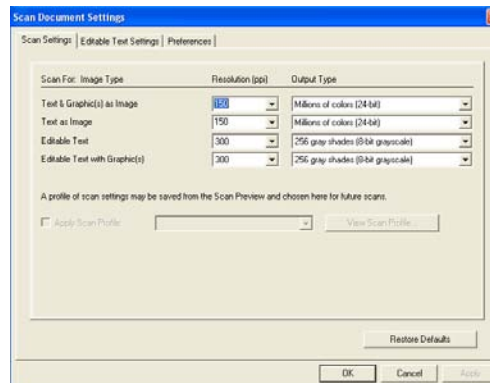 Scan Document Settings
Scan Settings Editable Text Settings Preferences
Scan For: Image Type Resolution (ppi) Output Type
Text & Graphic(s) as Image 150 Millions of colors (24-bit)
Text as Image 150 Millions of colors (24-bit)
Editable Text 300 256 gray shades (8-bit grayscale)
Editable Text with Graphic(s) 300 256 gray shades (8-bit grayscale)
A profile of scan settings may be saved from the Scan Preview and chosen here for future scans.
Apply Scan Profile: View Scan Profile...
Restore Defaults
OK Cancel Apply